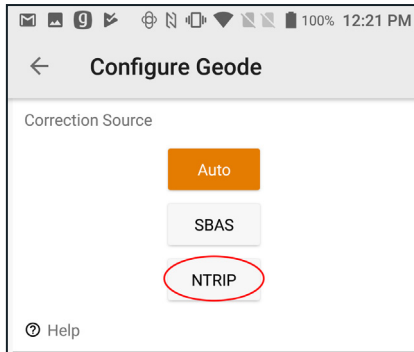 100% 12:21 PM
Configure Geode
Correction Source
Auto
SBAS
NTRIP
Help